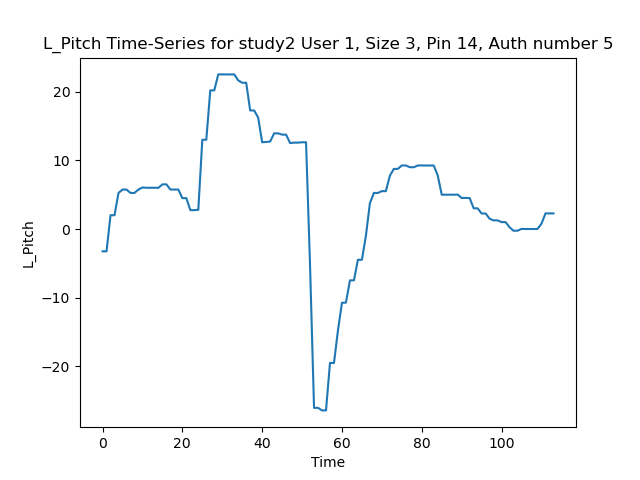 L_Pitch Time-Series for study2 User 1, Size 3, Pin 14, Auth number 5
20
10
0
−10
−20
L_Pitch
0 20 40 60 80 100
Time